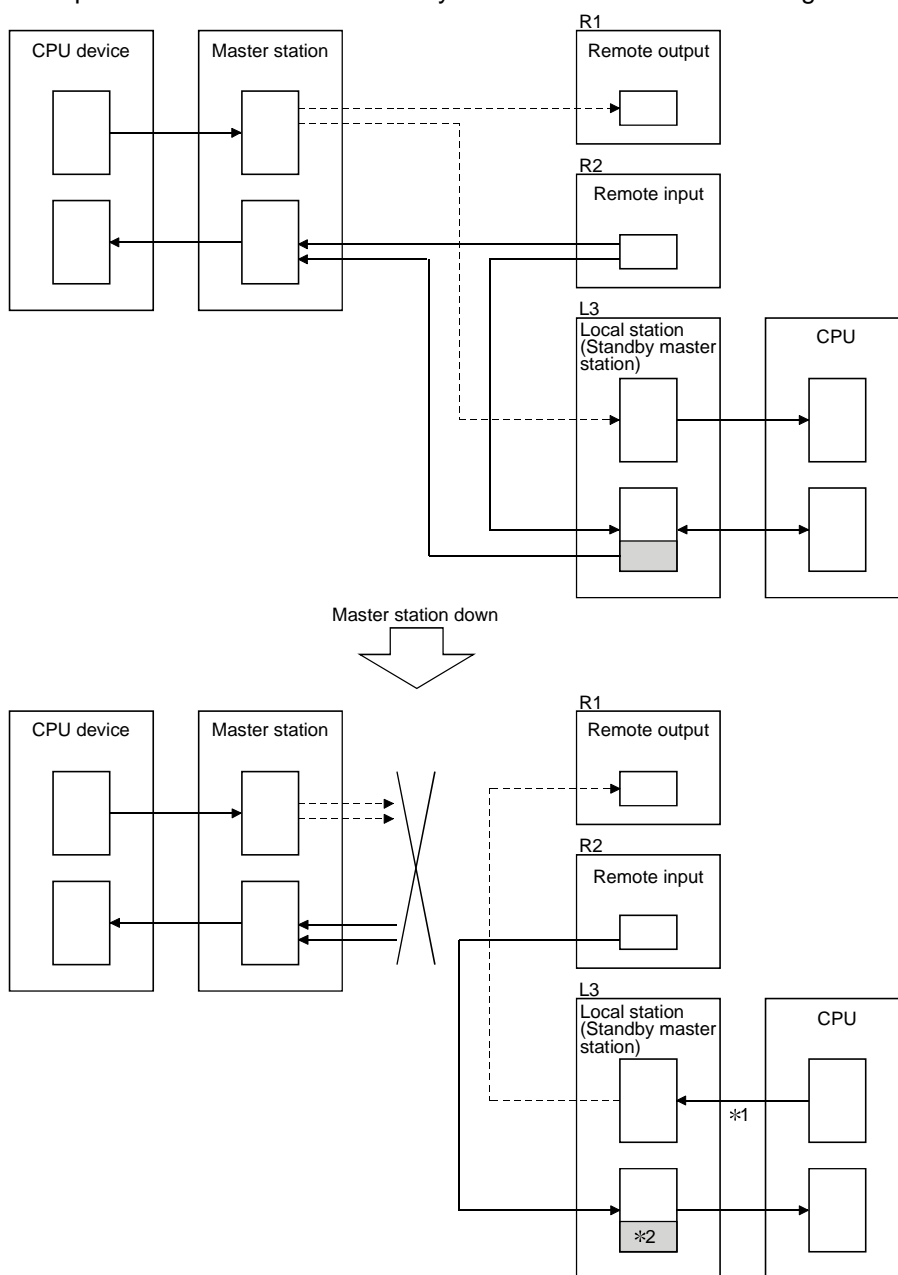 R1
CPU device
Master station
Remote output
R2
Remote input
L3
Local station
(Standby master
station)
CPU
Master station down
R1
CPU device
Master station
Remote output
R2
Remote input
L3
Local station
(Standby master
station)
CPU
*1
*2